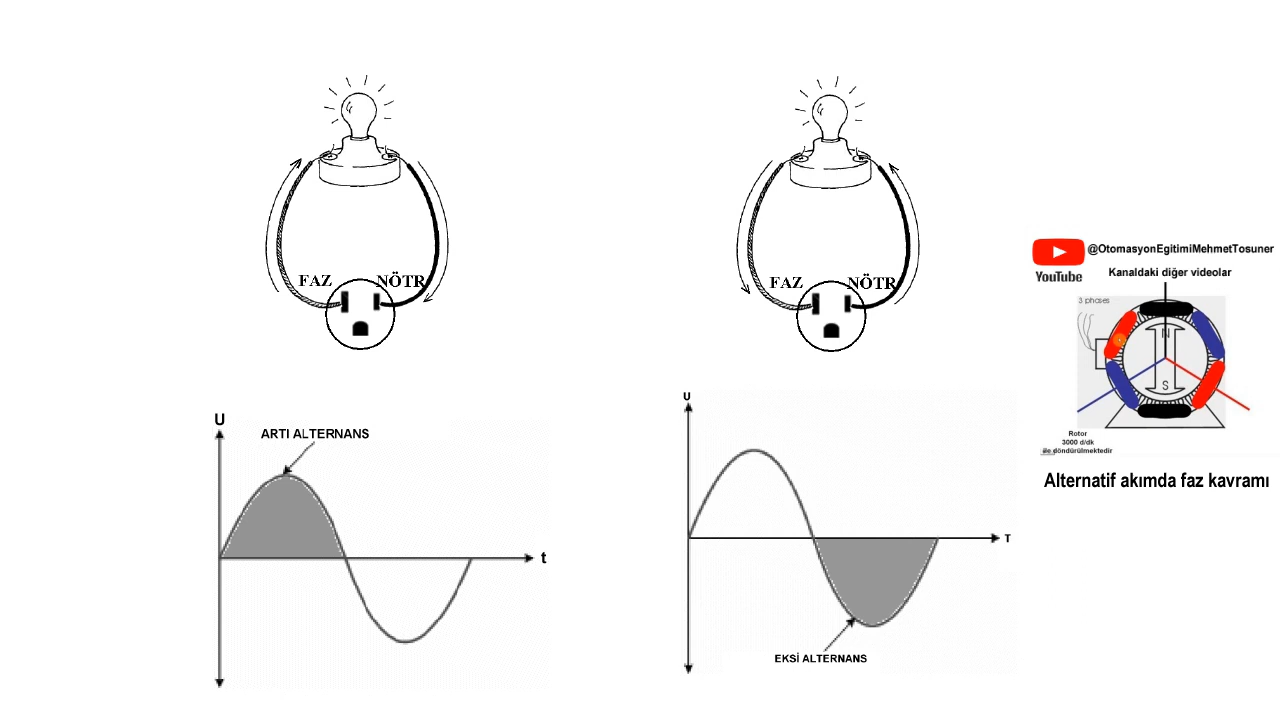 FAZ
NÖTR
FAZ
NÖTR
@OtomasyonEgitimiMehmetTosuner
YouTube
Kanaldaki diğer videolar
3 phases
N
S
Rotor
3000 d/dk
ile döndürülmektedir
Alternatif akımda faz kavramı
U
ARTI ALTERNANS
t
U
T
EKSİ ALTERNANS